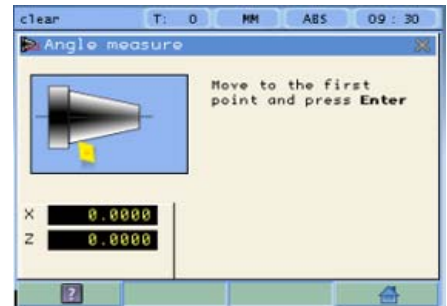 clear T: 0 MM ABS 09 : 30
Angle measure
Move to the first
point and press Enter
X 0.0000
Z 0.0000
?